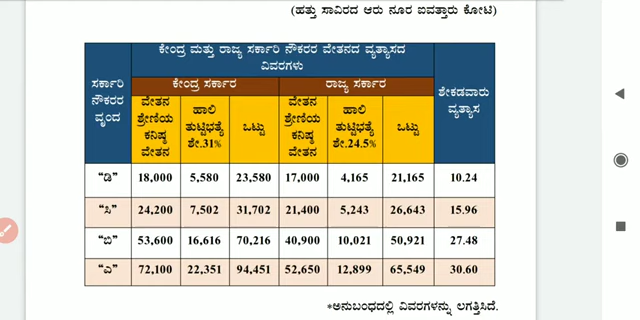 (ಹತ್ತು ಸಾವಿರದ ಆರು ನೂರ ಐವತ್ತಾರು ಕೋಟಿ)
ಕೇಂದ್ರ ಮತ್ತು ರಾಜ್ಯ ಸರ್ಕಾರಿ ನೌಕರರ ವೇತನದ ವ್ಯತ್ಯಾಸದ
ವಿವರಗಳು
ಸರ್ಕಾರಿ
ನೌಕರರ
ವೃಂದ
ಕೇಂದ್ರ ಸರ್ಕಾರ
ರಾಜ್ಯ ಸರ್ಕಾರ
ಶೇಕಡವಾರು
ವ್ಯತ್ಯಾಸ
ವೇತನ
ಶ್ರೇಣಿಯ
ಕನಿಷ್ಠ
ವೇತನ
ಹಾಲಿ
ತುಟ್ಟಿಭತ್ಯೆ
ಶೇ.31%
ಒಟ್ಟು
ವೇತನ
ಶ್ರೇಣಿಯ
ಕನಿಷ್ಠ
ವೇತನ
ಹಾಲಿ
ತುಟ್ಟಿಭತ್ಯೆ
ಶೇ.24.5%
ಒಟ್ಟು
“ಡಿ” 18,000 5,580 23,580 17,000 4,165 21,165 10.24
“ಸಿ” 24,200 7,502 31,702 21,400 5,243 26,643 15.96
“ಬಿ” 53,600 16,616 70,216 40,900 10,021 50,921 27.48
“ಎ” 72,100 22,351 94,451 52,650 12,899 65,549 30.60
*ಅನುಬಂಧದಲ್ಲಿ ವಿವರಗಳನ್ನು ಲಗತ್ತಿಸಿದೆ.